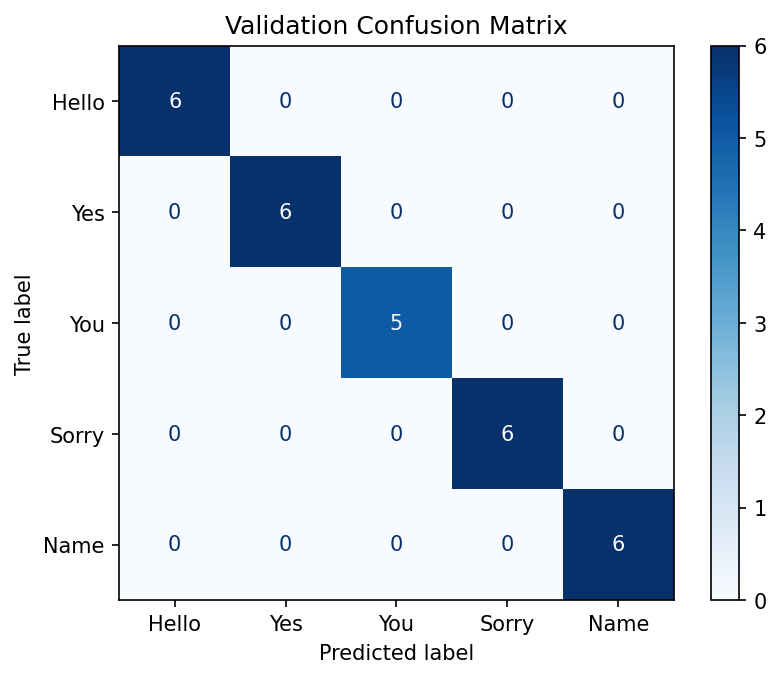 Validation Confusion Matrix
Hello 6 0 0 0 0
Yes 0 6 0 0 0
You 0 0 5 0 0
Sorry 0 0 0 6 0
Name 0 0 0 0 6
Hello Yes You Sorry Name
Predicted label
True label
6
5
4
3
2
1
0